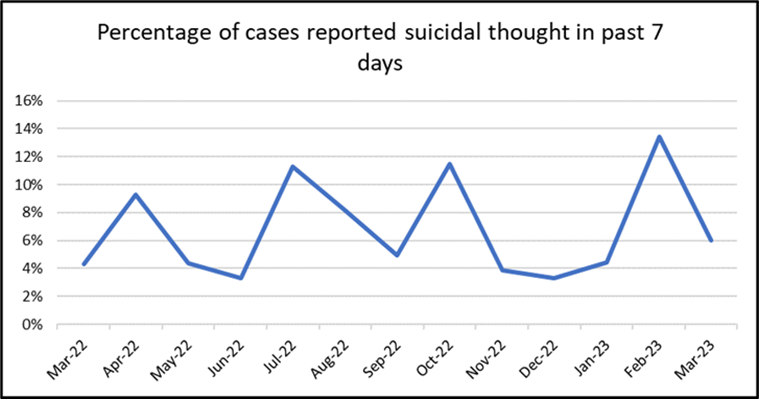 Percentage of cases reported suicidal thought in past 7
days
16%
14%
12%
10%
8%
6%
4%
2%
0%
Mar-22
Apr-22
May-22
Jun-22
Jul-22
Aug-22
Sep-22
Oct-22
Nov-22
Dec-22
Jan-23
Feb-23
Mar-23